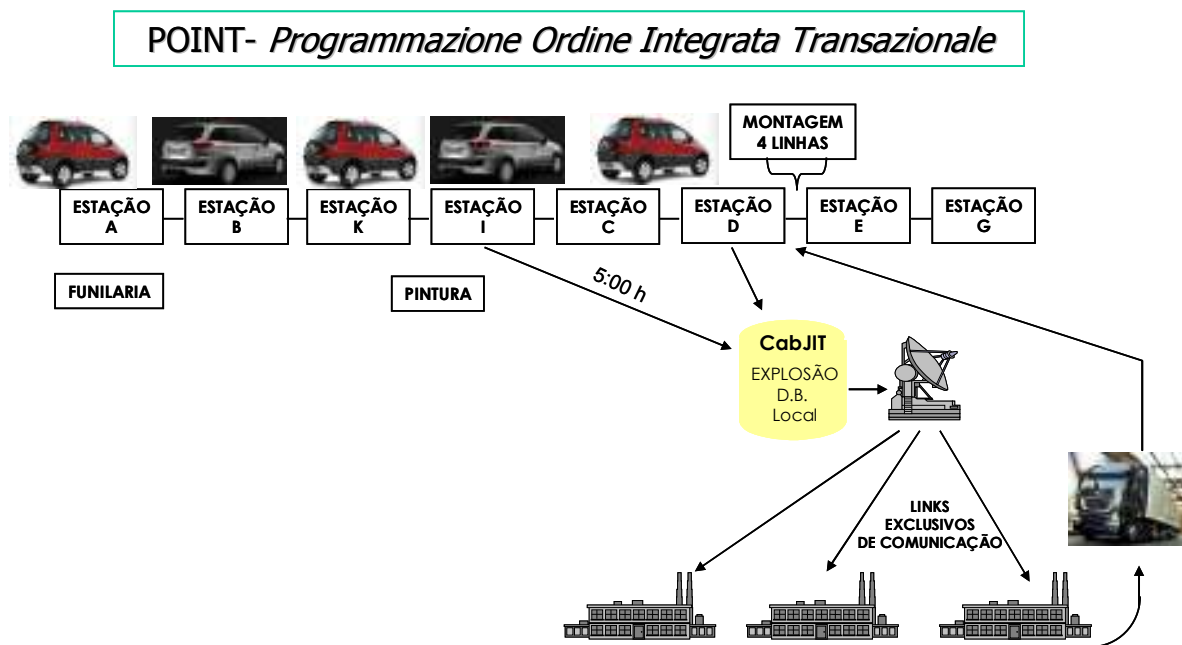 POINT- Programmazione Ordine Integrata Transazionale
MONTAGEM
4 LINHAS
ESTAÇÃO
A
ESTAÇÃO
B
ESTAÇÃO
K
ESTAÇÃO
I
ESTAÇÃO
C
ESTAÇÃO
D
ESTAÇÃO
E
ESTAÇÃO
G
FUNILARIA
PINTURA
5:00 h
CabJIT
EXPLOSÃO
D.B.
Local
LINKS
EXCLUSIVOS
DE COMUNICAÇÃO